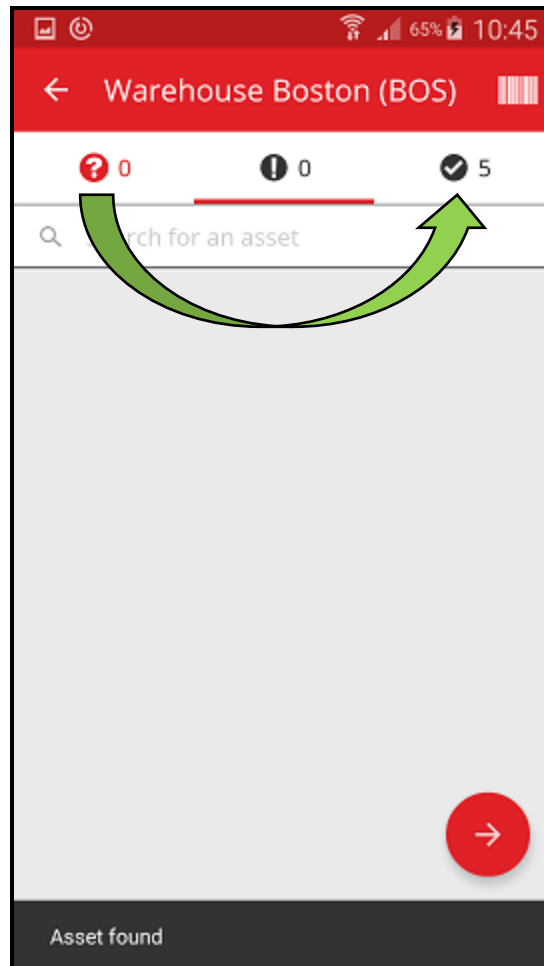 65% 10:45
Warehouse Boston (BOS)
? 0
! 0
5
rch for an asset
Asset found